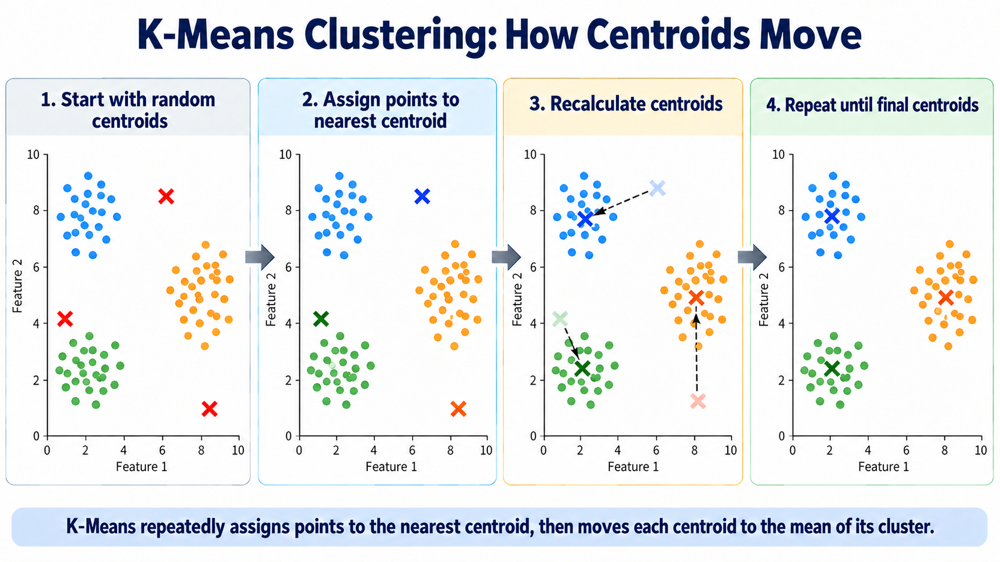 K-Means Clustering: How Centroids Move
1. Start with random
centroids
10
8
6
4
2
0
0 2 4 6 8 10
Feature 2
Feature 1
2. Assign points to
nearest centroid
10
8
6
4
2
0
0 2 4 6 8 10
Feature 2
Feature 1
3. Recalculate centroids
10
8
6
4
2
0
0 2 4 6 8 10
Feature 2
Feature 1
4. Repeat until final centroids
10
8
6
4
2
0
0 2 4 6 8 10
Feature 2
Feature 1
K-Means repeatedly assigns points to the nearest centroid, then moves each centroid to the mean of its cluster.